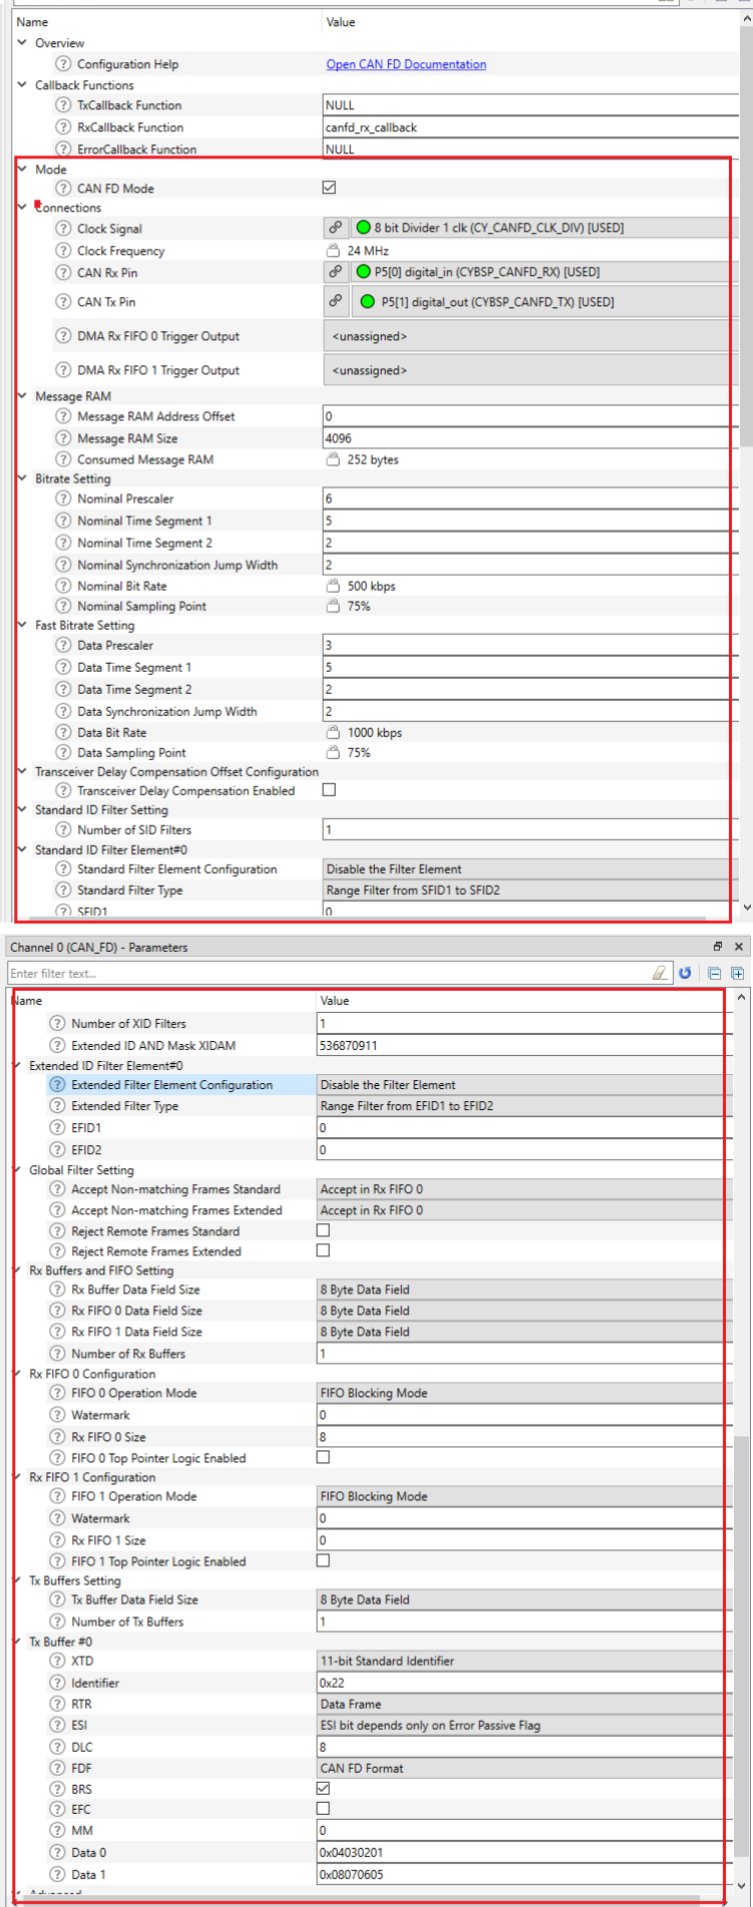 Name Value
Overview
Configuration Help Open CAN FD Documentation
Callback Functions
TxCallback Function NULL
RxCallback Function canfd_rx_callback
ErrorCallback Function NULL
Mode
CAN FD Mode
Connections
Clock Signal 8 bit Divider 1 clk (CY_CANFD_CLK_DIV) [USED]
Clock Frequency 24 MHz
CAN Rx Pin P5[0] digital_in (CYBSP_CANFD_RX) [USED]
CAN Tx Pin P5[1] digital_out (CYBSP_CANFD_TX) [USED]
DMA Rx FIFO 0 Trigger Output <unassigned>
DMA Rx FIFO 1 Trigger Output <unassigned>
Message RAM
Message RAM Address Offset 0
Message RAM Size 4096
Consumed Message RAM 252 bytes
Bitrate Setting
Nominal Prescaler 6
Nominal Time Segment 1 5
Nominal Time Segment 2 2
Nominal Synchronization Jump Width 2
Nominal Bit Rate 500 kbps
Nominal Sampling Point 75%
Fast Bitrate Setting
Data Prescaler 3
Data Time Segment 1 5
Data Time Segment 2 2
Data Synchronization Jump Width 2
Data Bit Rate 1000 kbps
Data Sampling Point 75%
Transceiver Delay Compensation Offset Configuration
Transceiver Delay Compensation Enabled
Standard ID Filter Setting
Number of SID Filters 1
Standard ID Filter Element#0
Standard Filter Element Configuration Disable the Filter Element
Standard Filter Type Range Filter from SFID1 to SFID2
SFID1 0
Channel 0 (CAN_FD) - Parameters
Enter filter text...
Name Value
Number of XID Filters 1
Extended ID AND Mask XIDAM 536870911
Extended ID Filter Element#0
Extended Filter Element Configuration Disable the Filter Element
Extended Filter Type Range Filter from EFID1 to EFID2
EFID1 0
EFID2 0
Global Filter Setting
Accept Non-matching Frames Standard Accept in Rx FIFO 0
Accept Non-matching Frames Extended Accept in Rx FIFO 0
Reject Remote Frames Standard
Reject Remote Frames Extended
Rx Buffers and FIFO Setting
Rx Buffer Data Field Size 8 Byte Data Field
Rx FIFO 0 Data Field Size 8 Byte Data Field
Rx FIFO 1 Data Field Size 8 Byte Data Field
Number of Rx Buffers 1
Rx FIFO 0 Configuration
FIFO 0 Operation Mode FIFO Blocking Mode
Watermark 0
Rx FIFO 0 Size 8
FIFO 0 Top Pointer Logic Enabled
Rx FIFO 1 Configuration
FIFO 1 Operation Mode FIFO Blocking Mode
Watermark 0
Rx FIFO 1 Size 0
FIFO 1 Top Pointer Logic Enabled
Tx Buffers Setting
Tx Buffer Data Field Size 8 Byte Data Field
Number of Tx Buffers 1
Tx Buffer #0
XTD 11-bit Standard Identifier
Identifier 0x22
RTR Data Frame
ESI ESI bit depends only on Error Passive Flag
DLC 8
FDF CAN FD Format
BRS
EFC
MM 0
Data 0 0x04030201
Data 1 0x08070605
Advanced